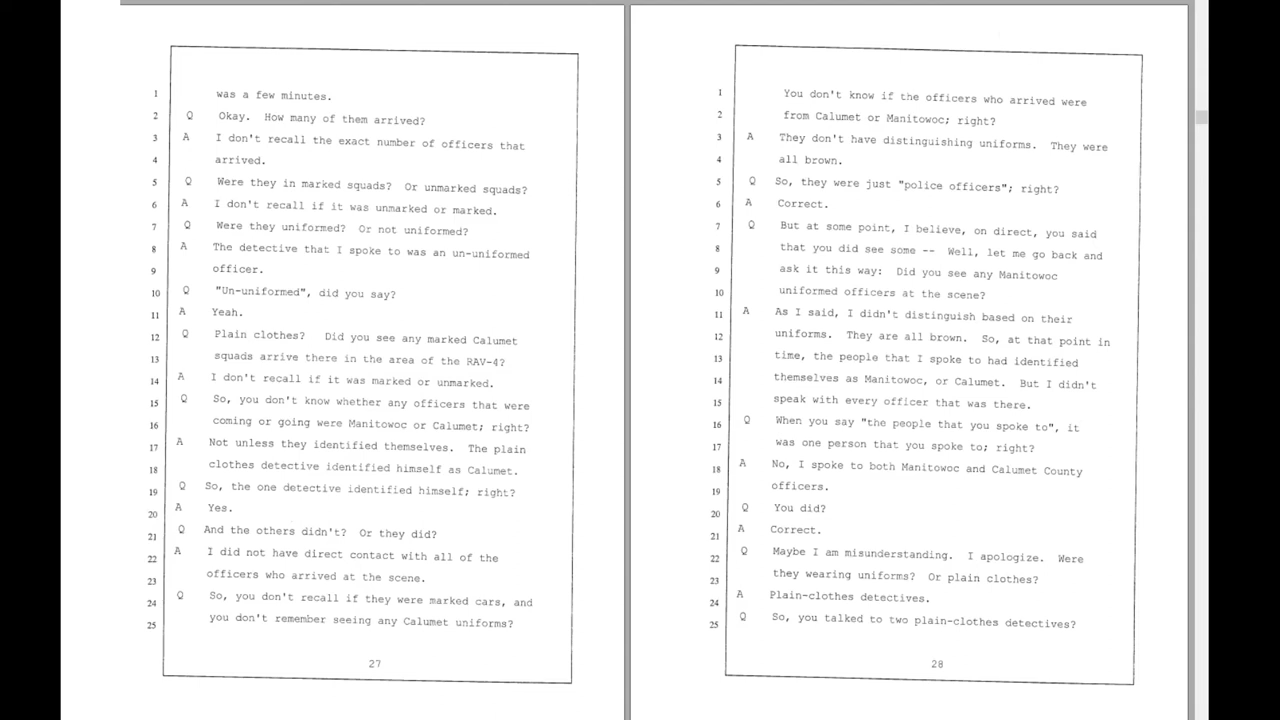 1 was a few minutes.
2 Q Okay. How many of them arrived?
3 A I don't recall the exact number of officers that
4 arrived.
5 Q Were they in marked squads? Or unmarked squads?
6 A I don't recall if it was unmarked or marked.
7 Q Were they uniformed? Or not uniformed?
8 A The detective that I spoke to was an un-uniformed
9 officer.
10 Q "Un-uniformed", did you say?
11 A Yeah.
12 Q Plain clothes? Did you see any marked Calumet
13 squads arrive there in the area of the RAV-4?
14 A I don't recall if it was marked or unmarked.
15 Q So, you don't know whether any officers that were
16 coming or going were Manitowoc or Calumet; right?
17 A Not unless they identified themselves. The plain
18 clothes detective identified himself as Calumet.
19 Q So, the one detective identified himself; right?
20 A Yes.
21 Q And the others didn't? Or they did?
22 A I did not have direct contact with all of the
23 officers who arrived at the scene.
24 Q So, you don't recall if they were marked cars, and
25 you don't remember seeing any Calumet uniforms?
27
1 You don't know if the officers who arrived were
2 from Calumet or Manitowoc; right?
3 A They don't have distinguishing uniforms. They were
4 all brown.
5 Q So, they were just "police officers"; right?
6 A Correct.
7 Q But at some point, I believe, on direct, you said
8 that you did see some -- Well, let me go back and
9 ask it this way: Did you see any Manitowoc
10 uniformed officers at the scene?
11 A As I said, I didn't distinguish based on their
12 uniforms. They are all brown. So, at that point in
13 time, the people that I spoke to had identified
14 themselves as Manitowoc, or Calumet. But I didn't
15 speak with every officer that was there.
16 Q When you say "the people that you spoke to", it
17 was one person that you spoke to; right?
18 A No, I spoke to both Manitowoc and Calumet County
19 officers.
20 Q You did?
21 A Correct.
22 Q Maybe I am misunderstanding. I apologize. Were
23 they wearing uniforms? Or plain clothes?
24 A Plain-clothes detectives.
25 Q So, you talked to two plain-clothes detectives?
28